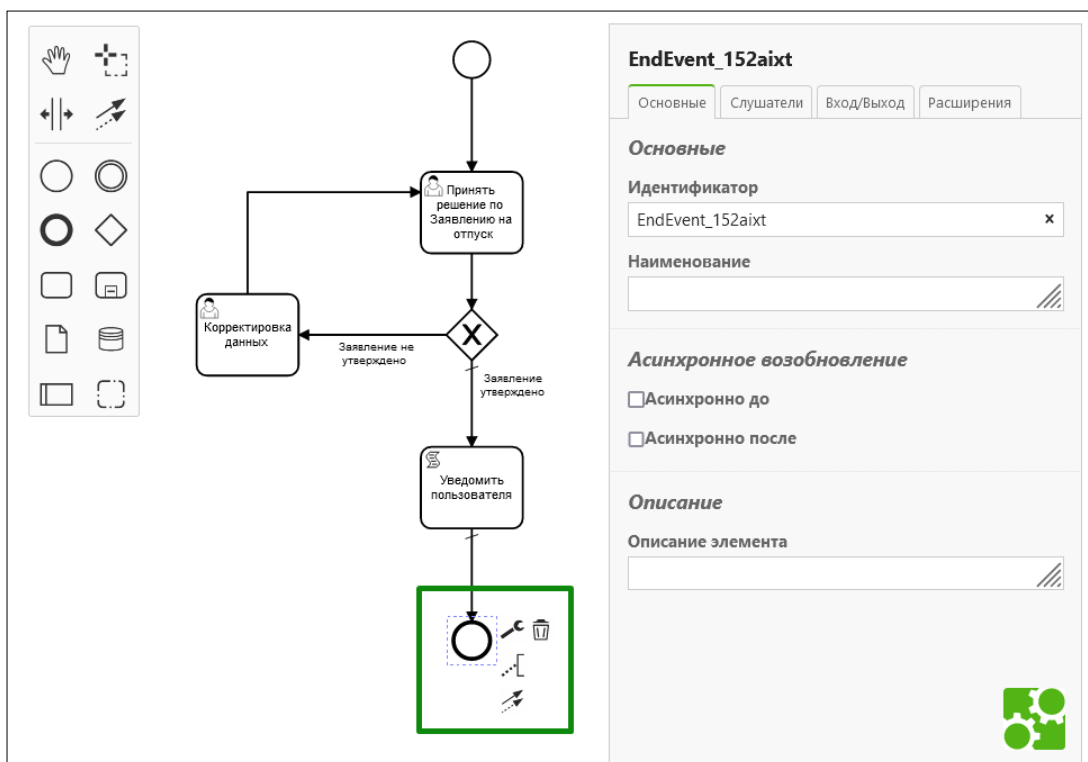 EndEvent_152aixt
Основные
Слушатели
Вход/Выход
Расширения
Основные
Идентификатор
EndEvent_152aixt
Наименование
Асинхронное возобновление
Асинхронно до
Асинхронно после
Описание
Описание элемента
Принять
решение по
Заявлению на
отпуск
Корректировка
данных
Заявление не
утверждено
Заявление
утверждено
Уведомить
пользователя